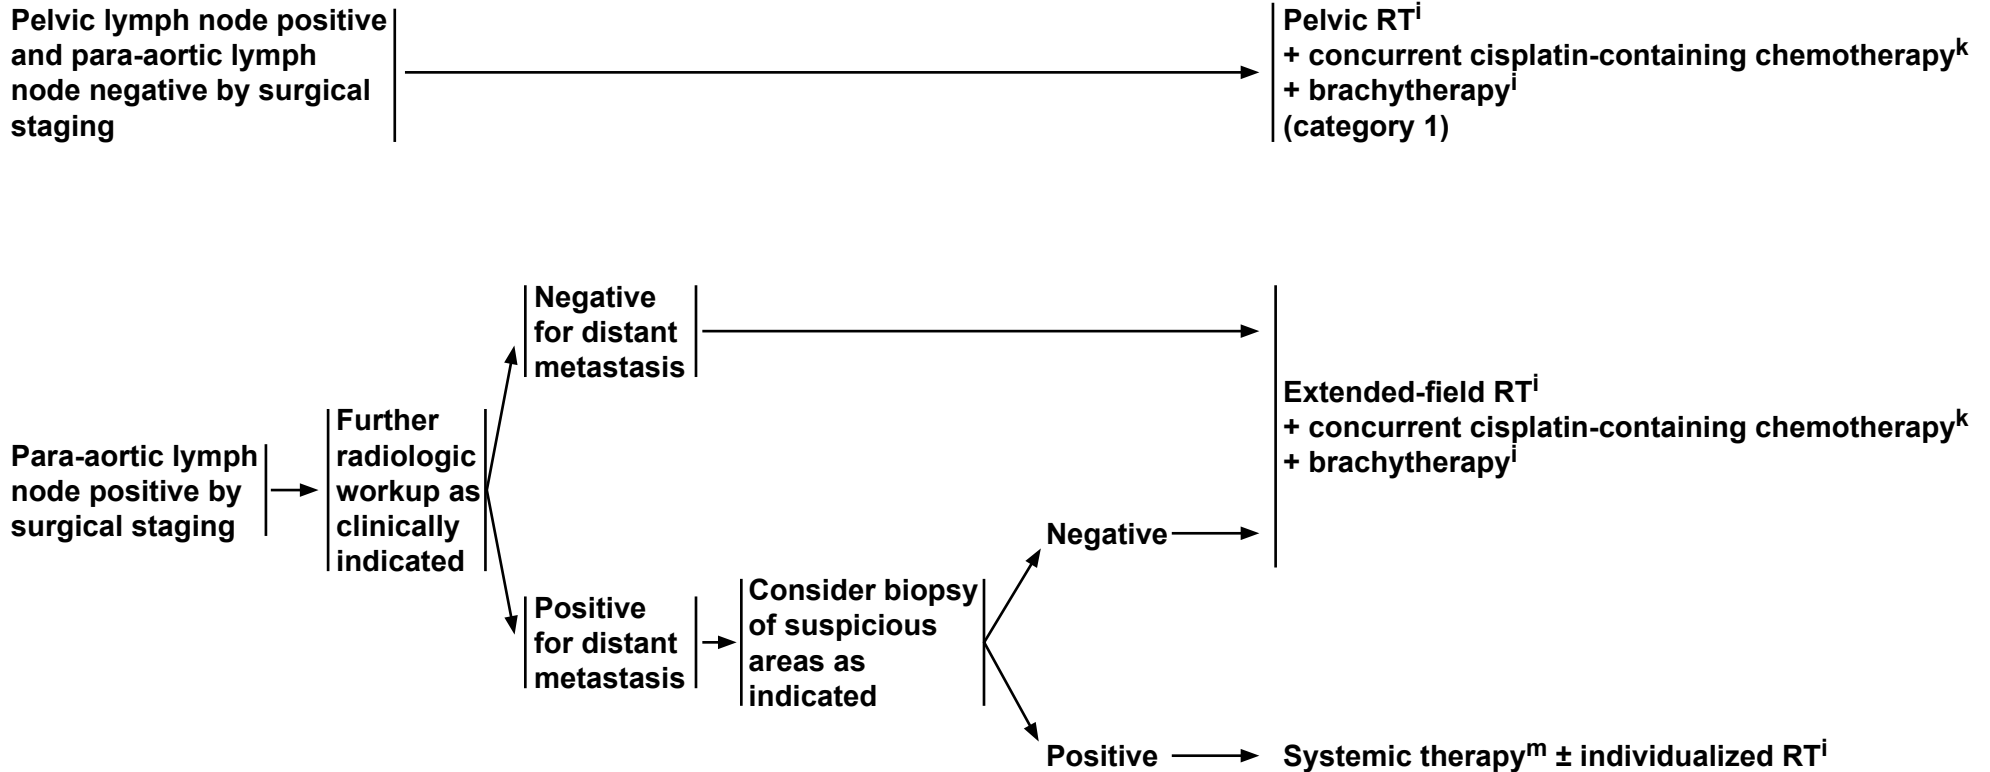 Pelvic lymph node positive
and para-aortic lymph
node negative by surgical
staging
Pelvic RTⁱ
+ concurrent cisplatin-containing chemotherapyᵏ
+ brachytherapyⁱ
(category 1)
Para-aortic lymph
node positive by
surgical staging
Further
radiologic
workup as
clinically
indicated
Negative
for distant
metastasis
Positive
for distant
metastasis
Consider biopsy
of suspicious
areas as
indicated
Negative
Extended-field RTⁱ
+ concurrent cisplatin-containing chemotherapyᵏ
+ brachytherapyⁱ
Positive
Systemic therapyᵐ ± individualized RTⁱ